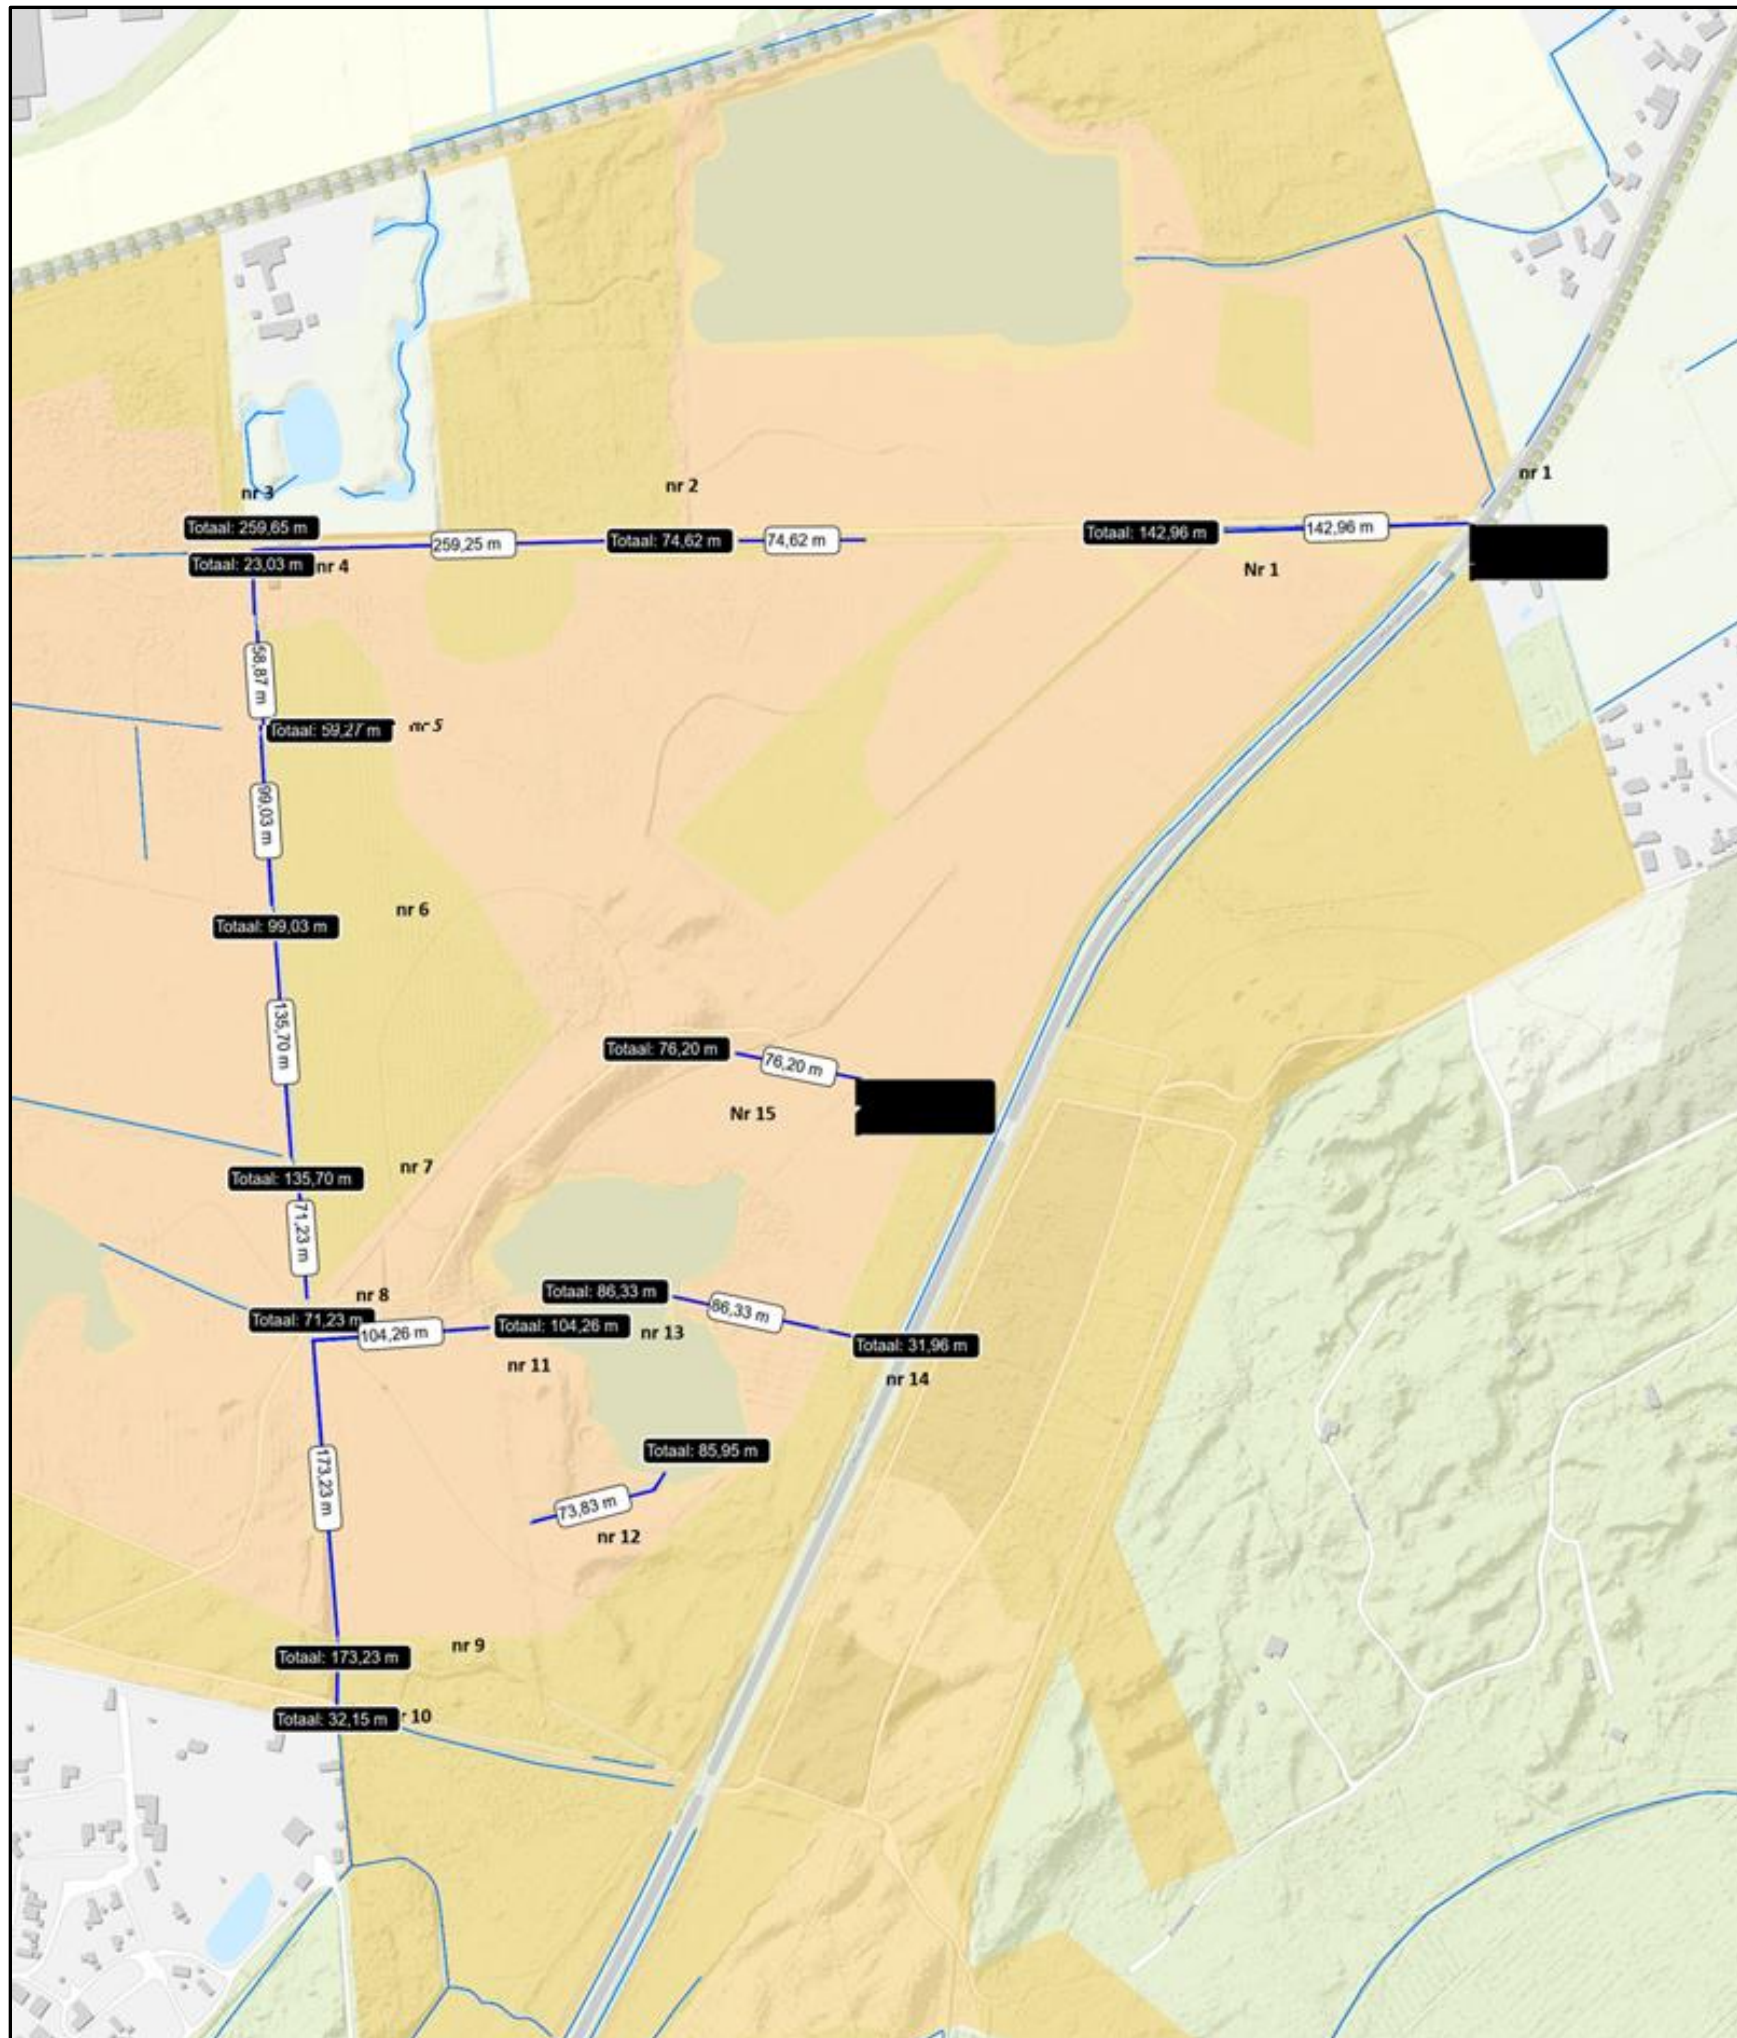 nr 1
nr 2
nr 3
Totaal: 259,65 m
259,25 m
Totaal: 74,62 m
74,62 m
Totaal: 142,96 m
142,96 m
Totaal: 23,03 m
nr 4
Nr 1
58,87 m
Totaal: 59,27 m
nr 5
99,03 m
nr 6
Totaal: 99,03 m
135,70 m
Totaal: 76,20 m
76,20 m
Nr 15
nr 7
Totaal: 135,70 m
71,23 m
nr 8
Totaal: 86,33 m
86,33 m
Totaal: 71,23 m
104,26 m
Totaal: 104,26 m
nr 13
Totaal: 31,96 m
nr 11
nr 14
Totaal: 85,95 m
173,23 m
73,83 m
nr 12
nr 9
Totaal: 173,23 m
Totaal: 32,15 m
r 10